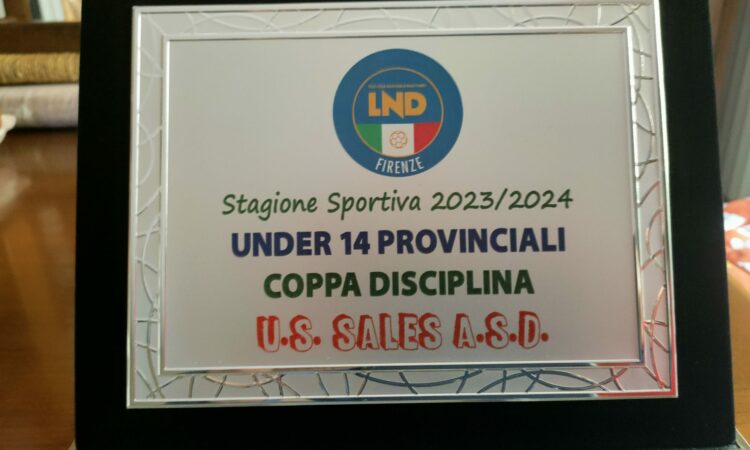 LND
FIRENZE
Stagione Sportiva 2023/2024
UNDER 14 PROVINCIALI
COPPA DISCIPLINA
U.S. SALES A.S.D.